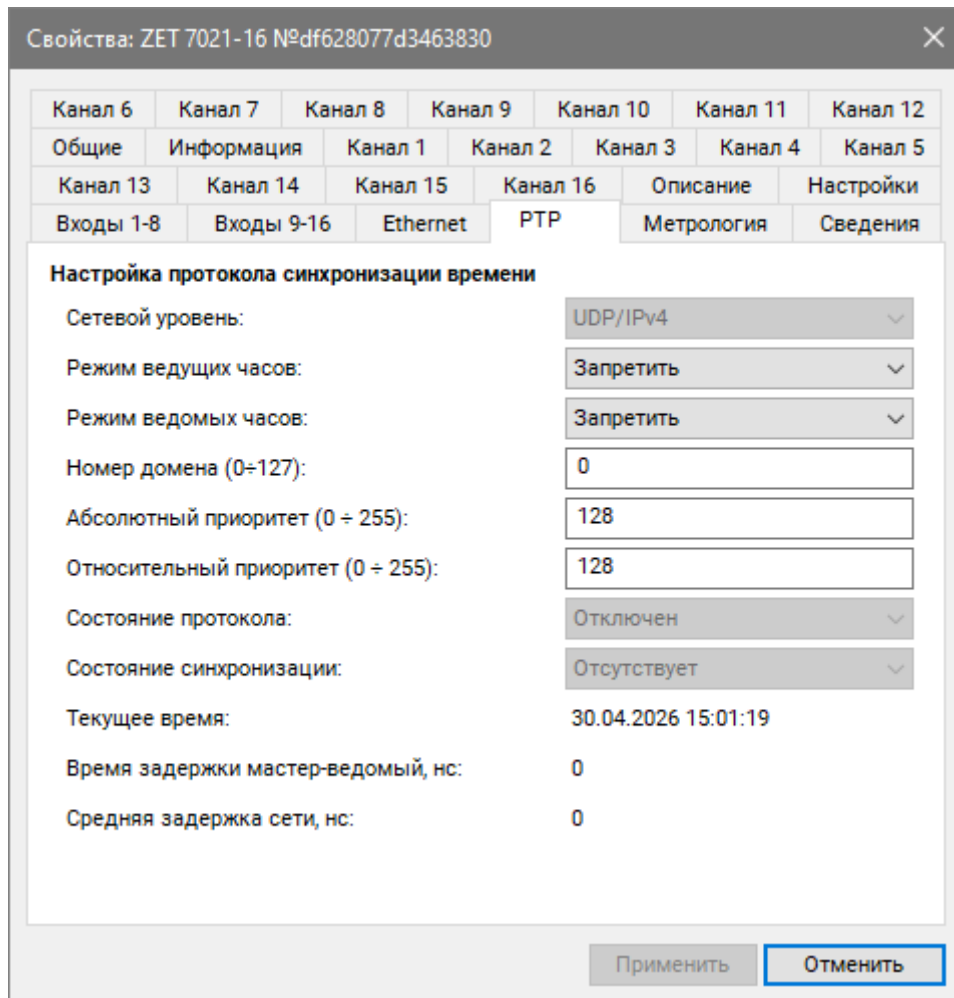 Свойства: ZET 7021-16 №df628077d3463830
Канал 6 Канал 7 Канал 8 Канал 9 Канал 10 Канал 11 Канал 12
Общие Информация Канал 1 Канал 2 Канал 3 Канал 4 Канал 5
Канал 13 Канал 14 Канал 15 Канал 16 Описание Настройки
Входы 1-8 Входы 9-16 Ethernet PTP Метрология Сведения
Настройка протокола синхронизации времени
Сетевой уровень: UDP/IPv4
Режим ведущих часов: Запретить
Режим ведомых часов: Запретить
Номер домена (0÷127): 0
Абсолютный приоритет (0 ÷ 255): 128
Относительный приоритет (0 ÷ 255): 128
Состояние протокола: Отключен
Состояние синхронизации: Отсутствует
Текущее время: 30.04.2026 15:01:19
Время задержки мастер-ведомый, нс: 0
Средняя задержка сети, нс: 0
Применить Отменить